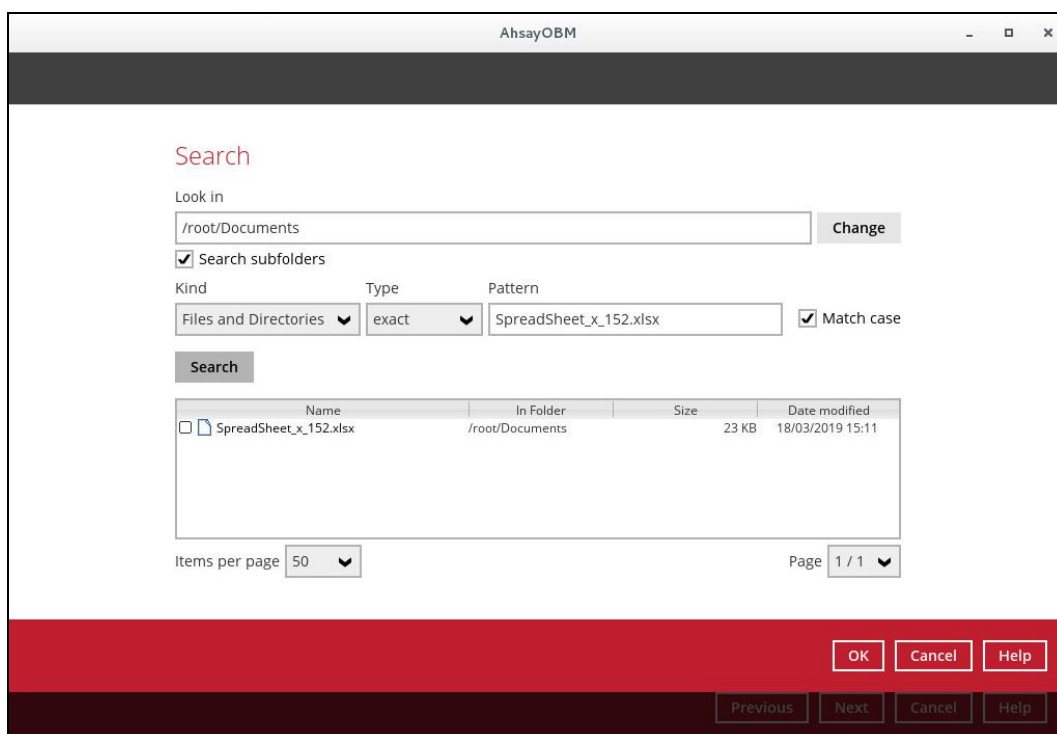 AhsayOBM
Search
Look in
/root/Documents
Change
Search subfolders
Kind Type Pattern
Files and Directories exact SpreadSheet_x_152.xlsx Match case
Search
Name In Folder Size Date modified
SpreadSheet_x_152.xlsx /root/Documents 23 KB 18/03/2019 15:11
Items per page 50 Page 1 / 1
OK Cancel Help
Previous Next Cancel Help